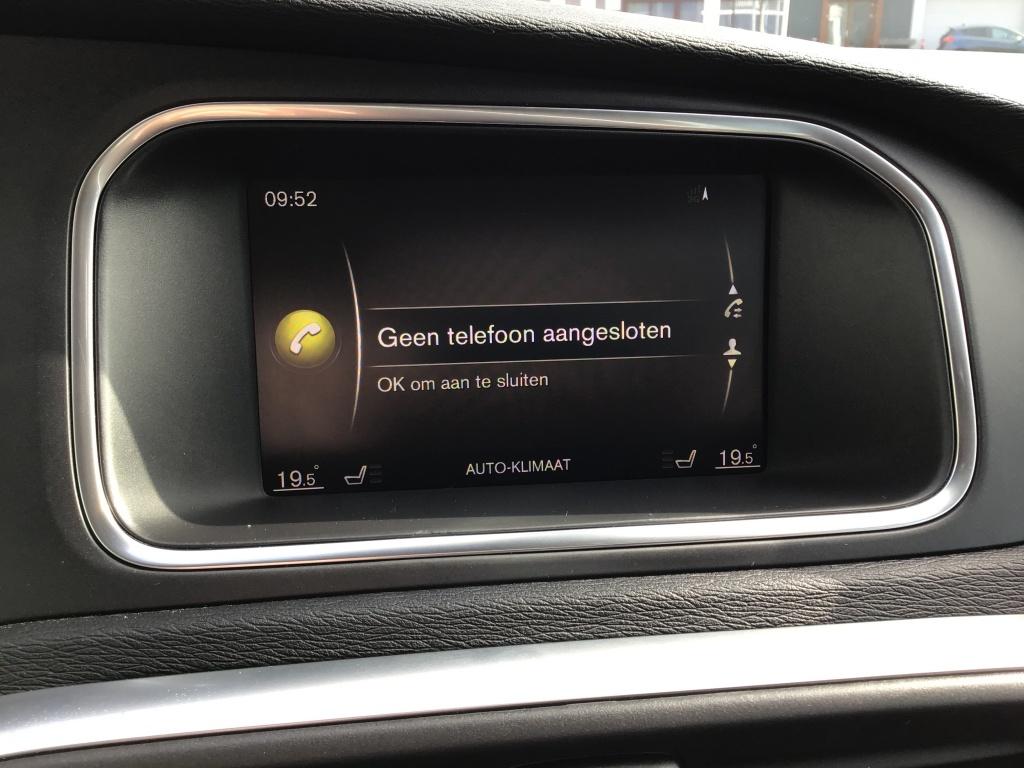 09:52
Geen telefoon aangesloten
OK om aan te sluiten
19.5° AUTO-KLIMAAT 19.5°